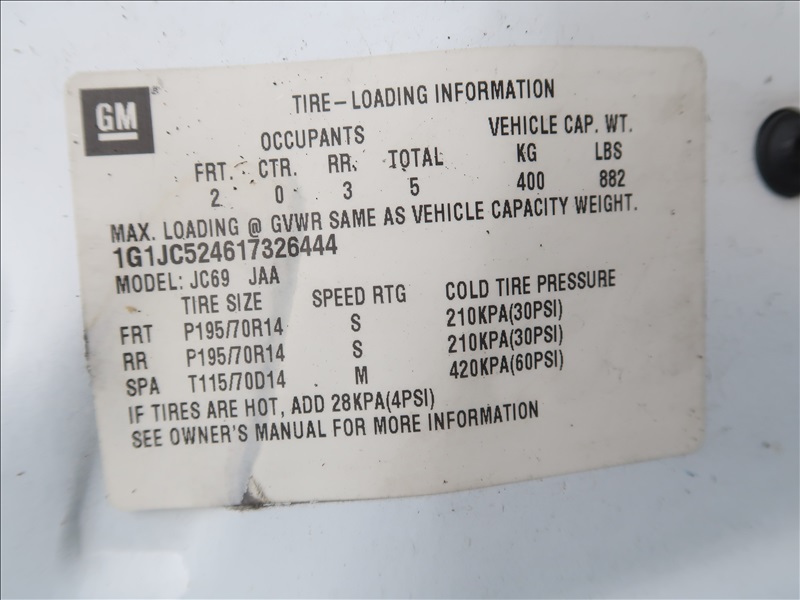 GM®
TIRE-LOADING INFORMATION
OCCUPANTS VEHICLE CAP. WT.
FRT. CTR. RR. TOTAL KG LBS
2 0 3 5 400 882
MAX. LOADING @ GVWR SAME AS VEHICLE CAPACITY WEIGHT.
1G1JC524617326444
MODEL: JC69 JAA
TIRE SIZE SPEED RTG COLD TIRE PRESSURE
FRT P195/70R14 S 210KPA(30PSI)
RR P195/70R14 S 210KPA(30PSI)
SPA T115/70D14 M 420KPA(60PSI)
IF TIRES ARE HOT, ADD 28KPA(4PSI)
SEE OWNER'S MANUAL FOR MORE INFORMATION